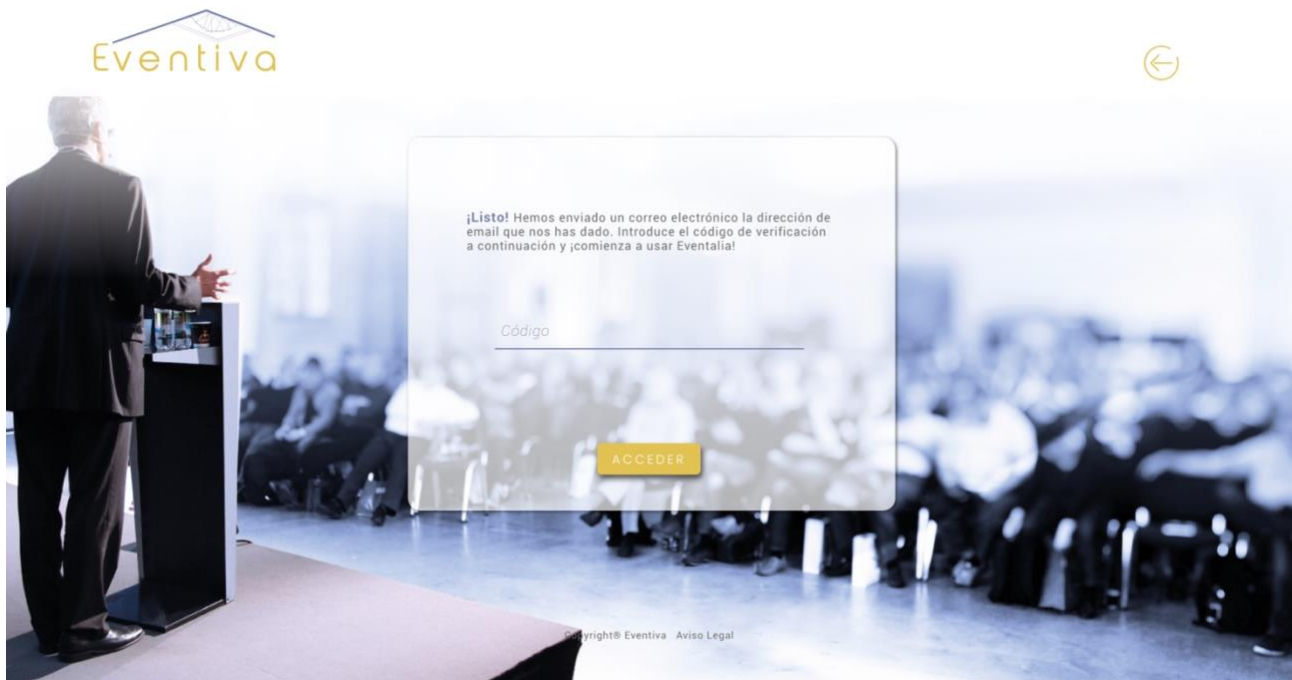 Eventiva
¡Listo! Hemos enviado un correo electrónico la dirección de
email que nos has dado. Introduce el código de verificación
a continuación y ¡comienza a usar Eventalia!
Código
ACCEDER
Copyright® Eventiva Aviso Legal